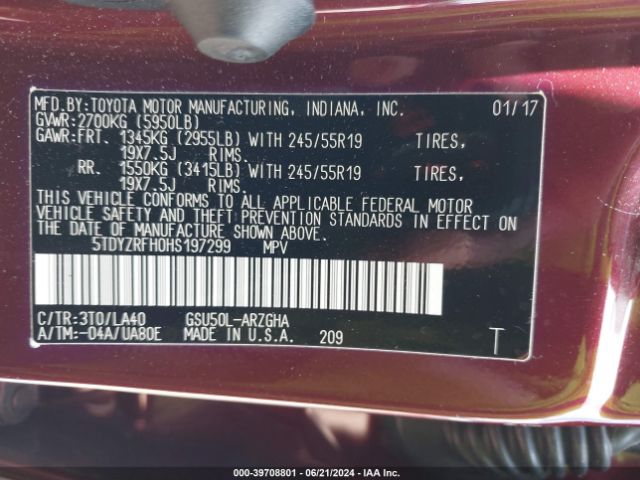 MFD.BY:TOYOTA MOTOR MANUFACTURING, INDIANA, INC. 01/17
GVWR:2700KG (5950LB)
GAWR:FRT. 1345KG (2955LB) WITH 245/55R19 TIRES,
19X7.5J RIMS.
RR. 1550KG (3415LB) WITH 245/55R19 TIRES,
19X7.5J RIMS.
THIS VEHICLE CONFORMS TO ALL APPLICABLE FEDERAL MOTOR
VEHICLE SAFETY AND THEFT PREVENTION STANDARDS IN EFFECT ON
THE DATE OF MANUFACTURE SHOWN ABOVE.
5TDYZRFH0HS197299 MPV
C/TR:3T0/LA40 GSU50L-ARZGHA
A/TM:-04A/UA80E MADE IN U.S.A. 209 T
000-39708801 - 06/21/2024 - IAA Inc.